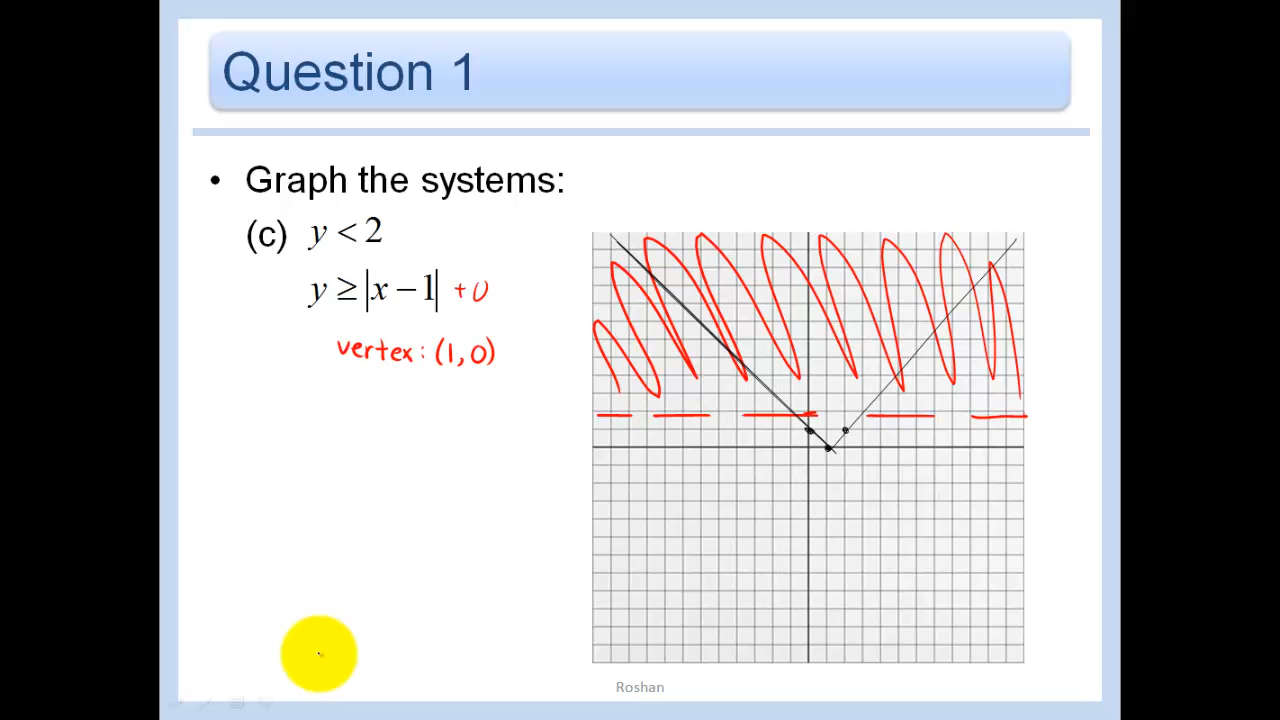 Question 1
• Graph the systems:
(c) y < 2
y ≥ |x − 1| + 0
vertex: (1, 0)
Roshan